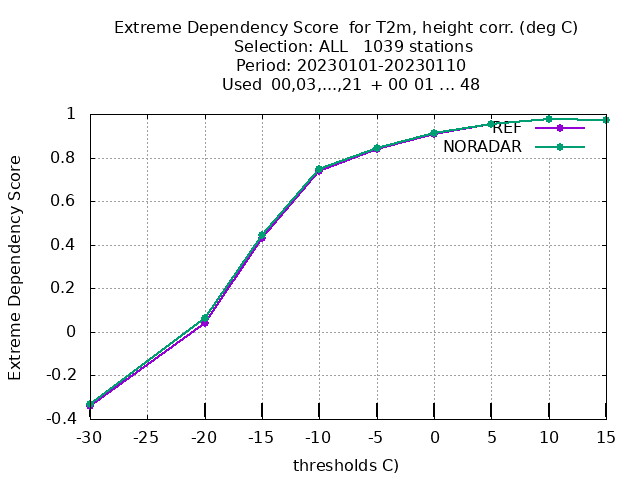 Extreme Dependency Score  for T2m, height corr. (deg C)
Selection: ALL   1039 stations
Period: 20230101-20230110
Used  00,03,...,21  + 00 01 ... 48
Extreme Dependency Score
1
0.8
0.6
0.4
0.2
0
-0.2
-0.4
REF
NORADAR
-30 -25 -20 -15 -10 -5 0 5 10 15
thresholds C)